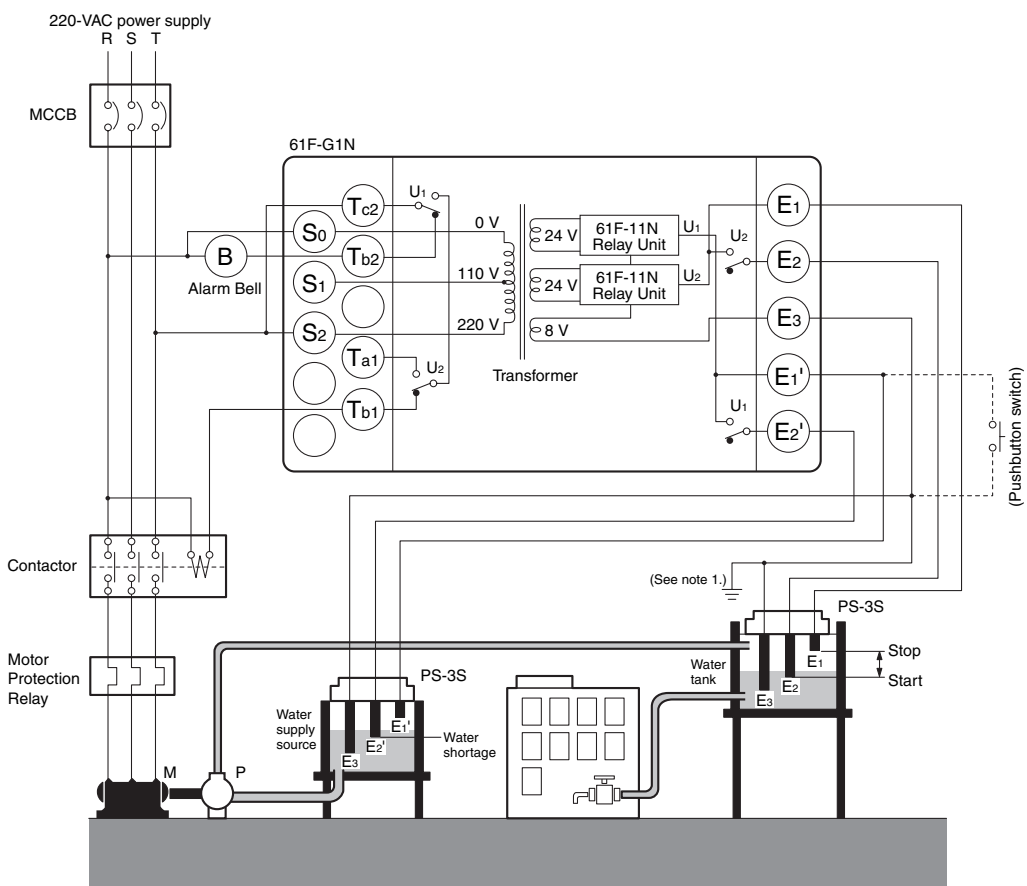 220-VAC power supply
R S T
MCCB
61F-G1N
Tc2
U1
S0
0 V
B
Tb2
Alarm Bell
S1
110 V
S2
220 V
Ta1
U2
Tb1
24 V
61F-11N
Relay Unit
U1
24 V
61F-11N
Relay Unit
U2
8 V
Transformer
U2
U1
E1
E2
E3
E1'
E2'
(Pushbutton switch)
Contactor
(See note 1.)
PS-3S
Motor
Protection
Relay
Water
tank
E1
E2
E3
Stop
Start
PS-3S
Water
supply
source
E1'
E2'
E3
Water
shortage
M
P